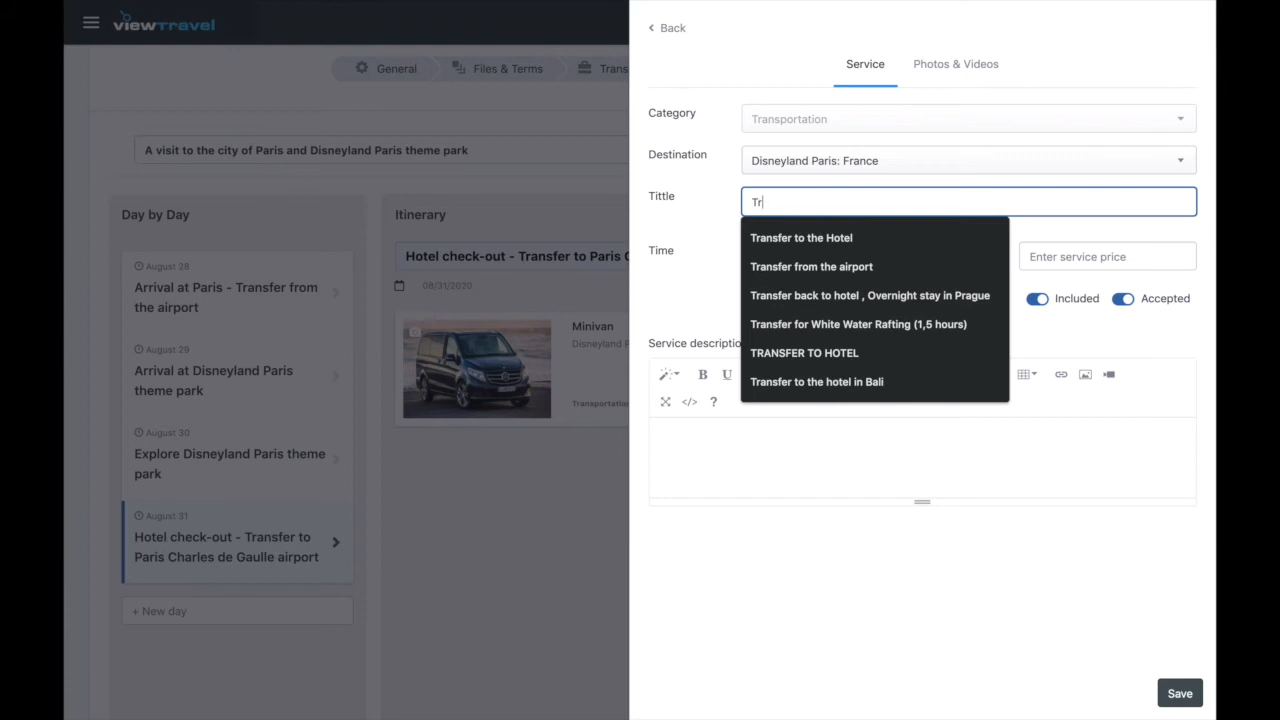 viewtravel
General
Files & Terms
Trans
A visit to the city of Paris and Disneyland Paris theme park
Day by Day
August 28
Arrival at Paris - Transfer from
the airport
August 29
Arrival at Disneyland Paris
theme park
August 30
Explore Disneyland Paris theme
park
August 31
Hotel check-out - Transfer to
Paris Charles de Gaulle airport
+ New day
Itinerary
Hotel check-out - Transfer to Paris C
08/31/2020
Minivan
Disneyland P
Transportation
Back
Service
Photos & Videos
Category
Transportation
Destination
Disneyland Paris: France
Tittle
Tr
Transfer to the Hotel
Transfer from the airport
Transfer back to hotel , Overnight stay in Prague
Transfer for White Water Rafting (1,5 hours)
TRANSFER TO HOTEL
Transfer to the hotel in Bali
Time
Enter service price
Included
Accepted
Service descriptio
B
U
</>
?
Save